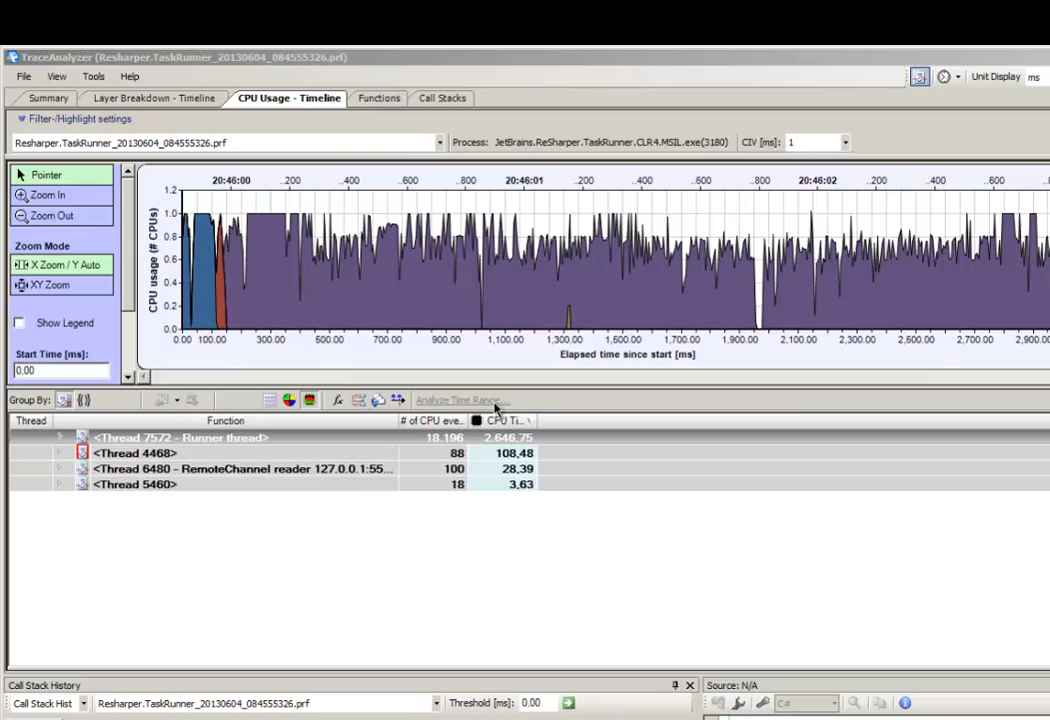 TraceAnalyzer (Resharper.TaskRunner_20130604_084555326.prf)
File View Tools Help Unit Display ms
Summary Layer Breakdown - Timeline CPU Usage - Timeline Functions Call Stacks
Filter-/Highlight settings
Resharper.TaskRunner_20130604_084555326.prf Process: JetBrains.ReSharper.TaskRunner.CLR4.MSIL.exe(3180) CIV [ms]: 1
Pointer
Zoom In
Zoom Out
Zoom Mode
X Zoom / Y Auto
XY Zoom
Show Legend
Start Time [ms]:
0,00
20:46:00 ..200 ..400 ..600 ..800 20:46:01 ..200 ..400 ..600 ..800 20:46:02 ..200 ..400 ..600
CPU usage (# CPUs)
1.2
1.0
0.8
0.6
0.4
0.2
0.0
0.00 100.00 300.00 500.00 700.00 900.00 1,100.00 1,300.00 1,500.00 1,700.00 1,900.00 2,100.00 2,300.00 2,500.00 2,700.00 2,900.0
Elapsed time since start [ms]
Group By: Analyze Time Range...
Thread Function # of CPU eve.. CPU Ti..
<Thread 7572 - Runner thread> 18.196 2.646,75
<Thread 4468> 88 108,48
<Thread 6480 - RemoteChannel reader 127.0.0.1:55... 100 28,39
<Thread 5460> 18 3,63
Call Stack History Source: N/A
Call Stack Hist Resharper.TaskRunner_20130604_084555326.prf Threshold [ms]: 0.00 C#